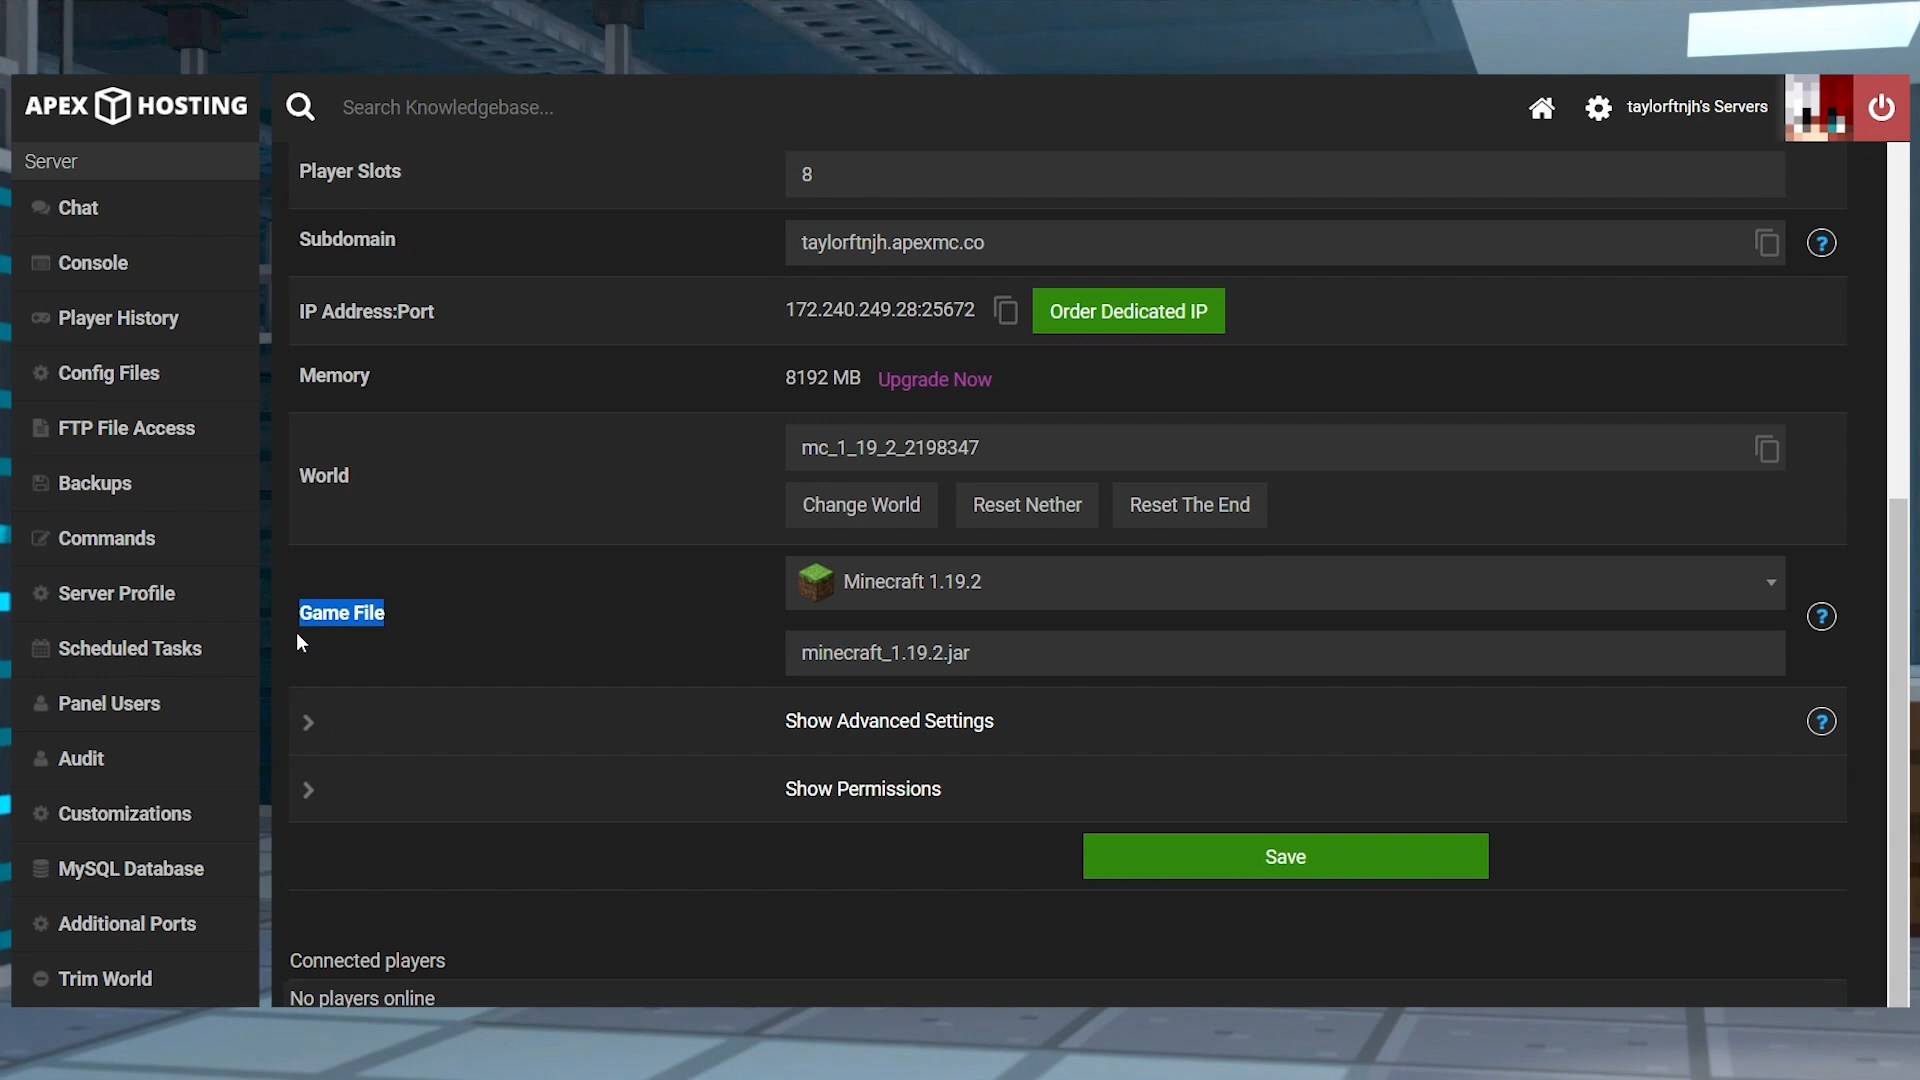 APEX HOSTING
Search Knowledgebase...
taylorftnjh's Servers
Server
Chat
Console
Player History
Config Files
FTP File Access
Backups
Commands
Server Profile
Scheduled Tasks
Panel Users
Audit
Customizations
MySQL Database
Additional Ports
Trim World
Player Slots
8
Subdomain
taylorftnjh.apexmc.co
?
IP Address:Port
172.240.249.28:25672
Order Dedicated IP
Memory
8192 MB Upgrade Now
World
mc_1_19_2_2198347
Change World
Reset Nether
Reset The End
Game File
Minecraft 1.19.2
?
minecraft_1.19.2.jar
Show Advanced Settings
?
Show Permissions
Save
Connected players
No players online